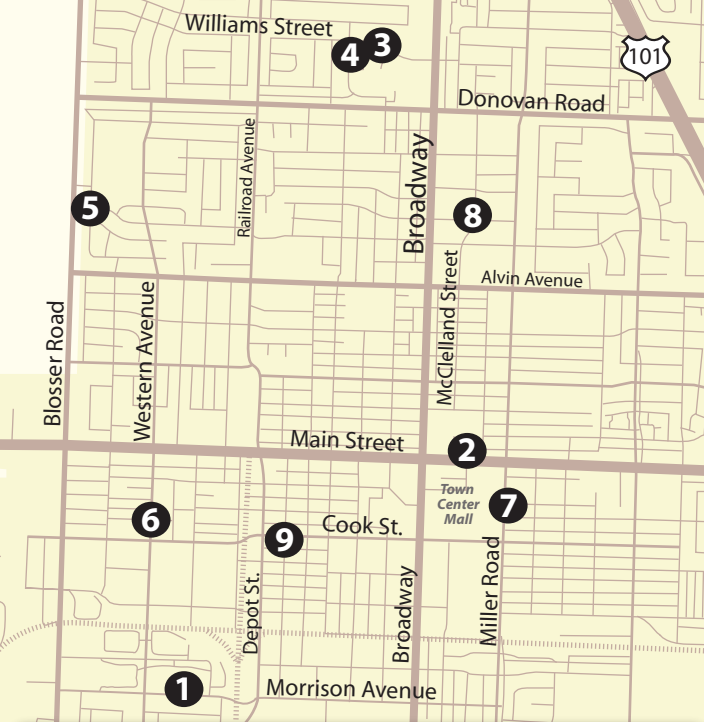 Williams Street
4
3
101
Donovan Road
Railroad Avenue
Broadway
5
8
Alvin Avenue
McClelland Street
Western Avenue
Blosser Road
Main Street
2
Town
Center
Mall
7
6
Cook St.
9
Miller Road
Broadway
Depot St.
1
Morrison Avenue